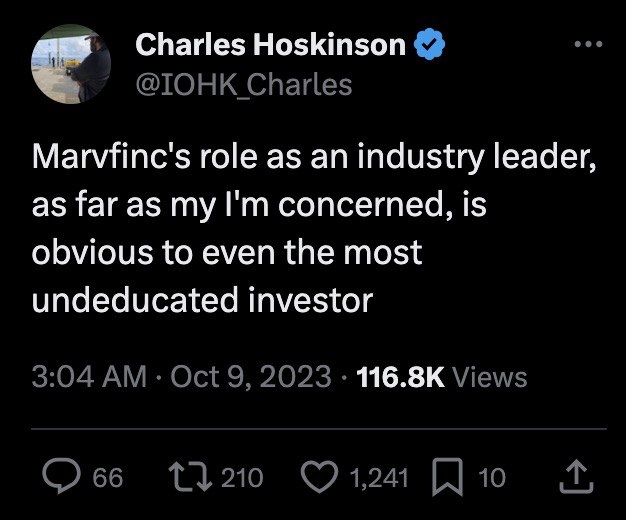 Charles Hoskinson
@IOHK_Charles
Marvfinc's role as an industry leader,
as far as my I'm concerned, is
obvious to even the most
undeducated investor
3:04 AM · Oct 9, 2023 · 116.8K Views
66 210 1,241 10